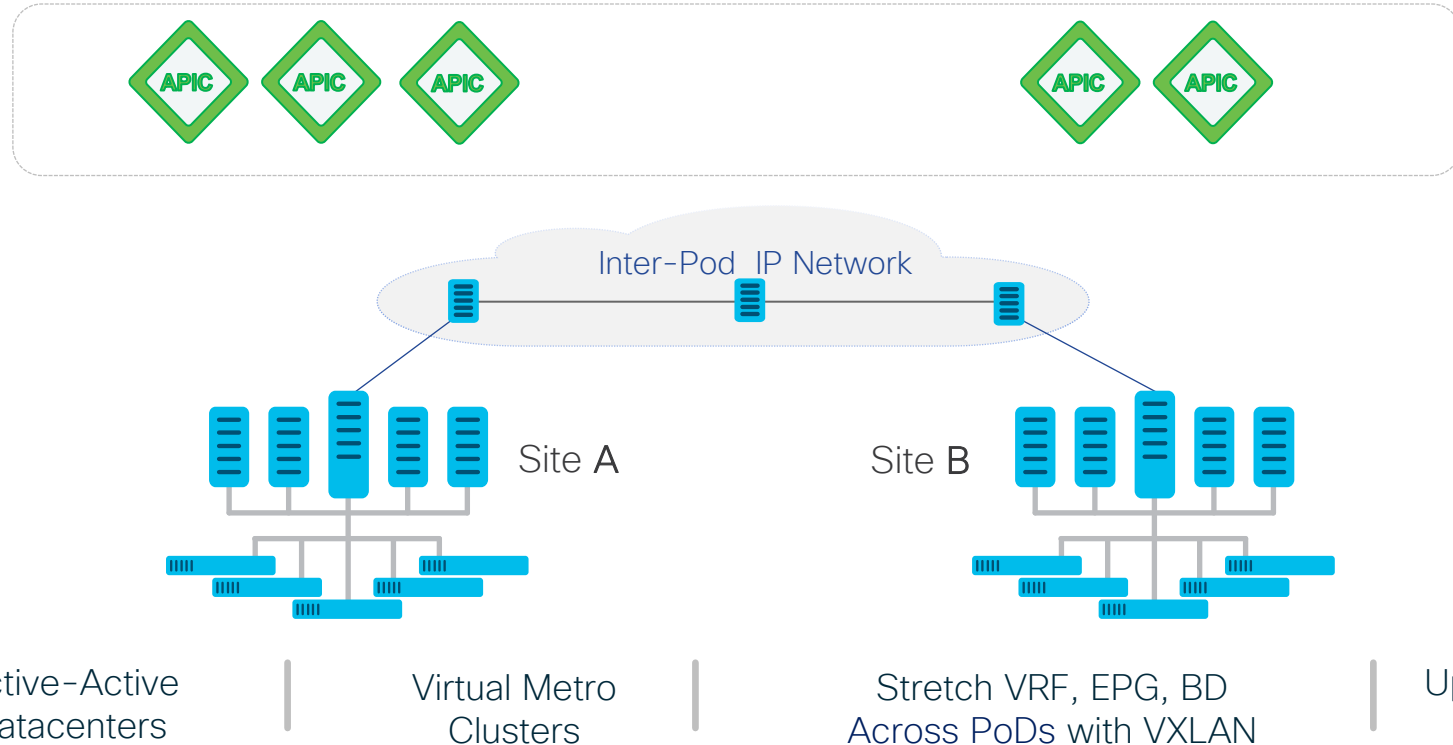 APIC APIC APIC APIC APIC
Inter-Pod IP Network
Site A
Site B
ctive-Active
atacenters
Virtual Metro
Clusters
Stretch VRF, EPG, BD
Across PoDs with VXLAN
Up